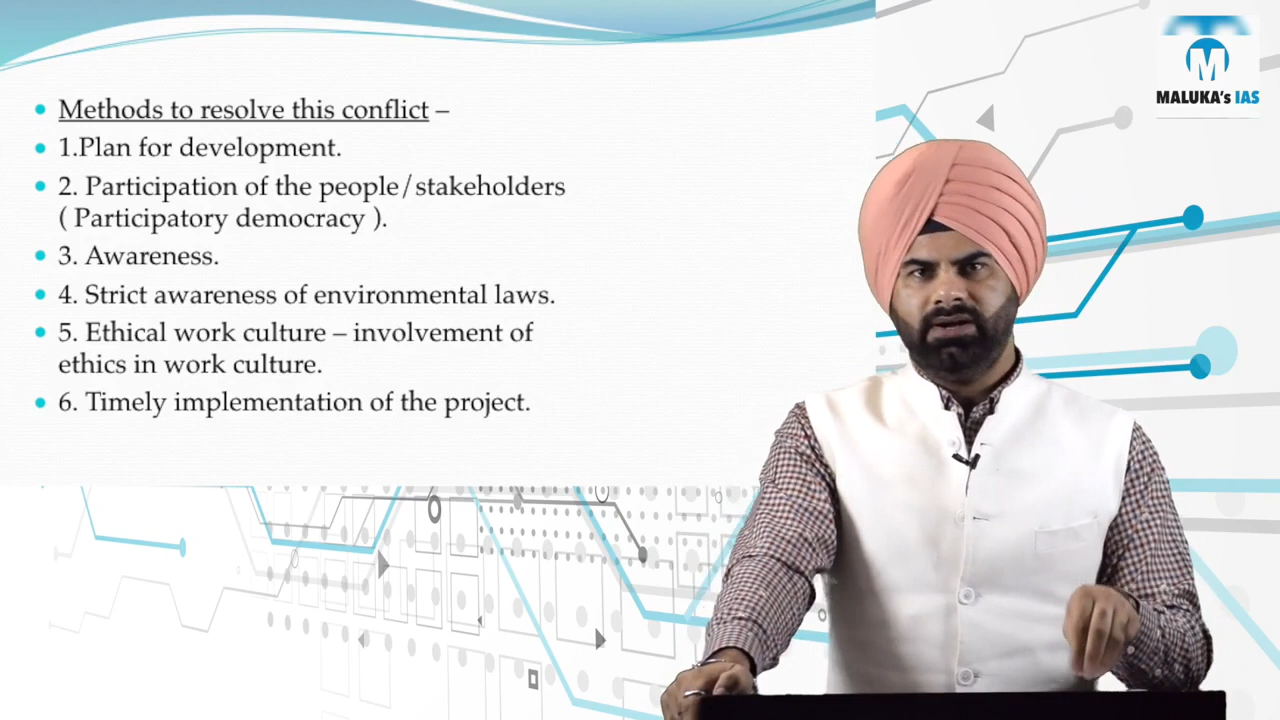 Methods to resolve this conflict –
1.Plan for development.
2. Participation of the people/stakeholders
( Participatory democracy ).
3. Awareness.
4. Strict awareness of environmental laws.
5. Ethical work culture – involvement of
ethics in work culture.
6. Timely implementation of the project.
M
MALUKA's IAS